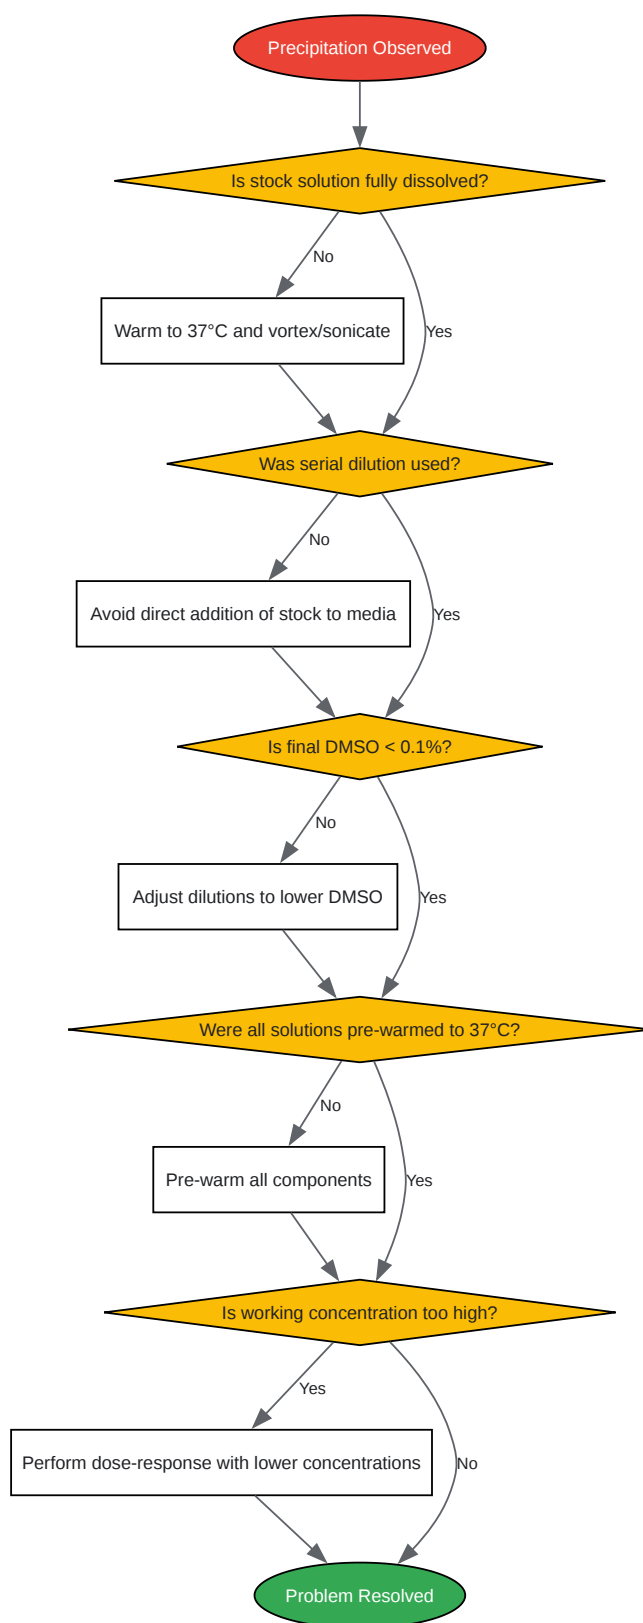 Precipitation Observed
Is stock solution fully dissolved?
No
Warm to 37°C and vortex/sonicate
Yes
Was serial dilution used?
No
Avoid direct addition of stock to media
Yes
Is final DMSO < 0.1%?
No
Adjust dilutions to lower DMSO
Yes
Were all solutions pre-warmed to 37°C?
No
Pre-warm all components
Yes
Is working concentration too high?
Yes
Perform dose-response with lower concentrations
No
Problem Resolved